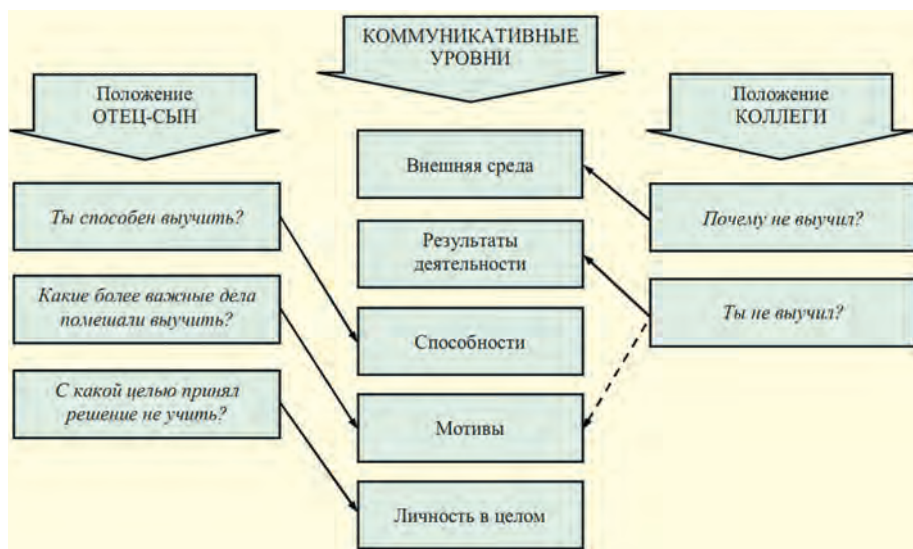 КОММУНИКАТИВНЫЕ
УРОВНИ
Положение
ОТЕЦ-СЫН
Ты способен выучить?
Какие более важные дела
помешали выучить?
С какой целью принял
решение не учить?
Внешняя среда
Результаты
деятельности
Способности
Мотивы
Личность в целом
Положение
КОЛЛЕГИ
Почему не выучил?
Ты не выучил?